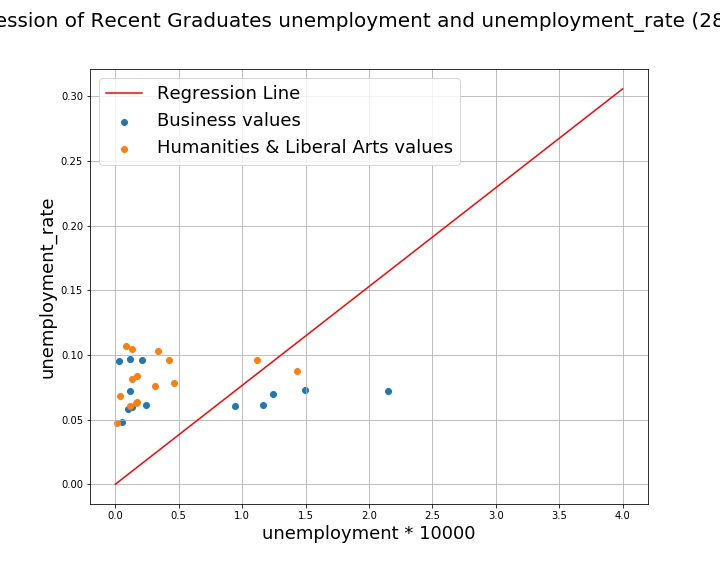 ession of Recent Graduates unemployment and unemployment_rate (28
Regression Line
Business values
Humanities & Liberal Arts values
unemployment_rate
0.30
0.25
0.20
0.15
0.10
0.05
0.00
0.0 0.5 1.0 1.5 2.0 2.5 3.0 3.5 4.0
unemployment * 10000